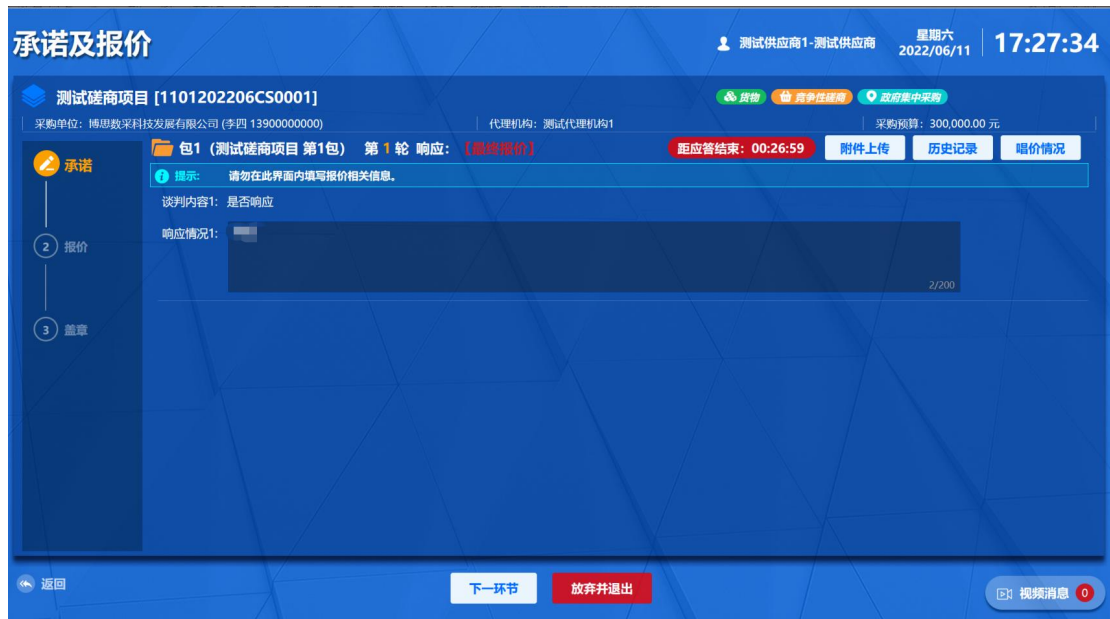 承诺及报价
测试供应商1-测试供应商
星期六
2022/06/11
17:27:34
测试磋商项目 [1101202206CS0001]
货物 竞争性磋商 政府集中采购
采购单位：博思数采科技发展有限公司 (李四 13900000000)
代理机构：测试代理机构1
采购预算：300,000.00 元
承诺
2 报价
3 盖章
包1（测试磋商项目 第1包） 第 1 轮 响应：【最终报价】
距应答结束：00:26:59
附件上传
历史记录
唱价情况
提示： 请勿在此界面内填写报价相关信息。
谈判内容1：是否响应
响应情况1：
2/200
返回
下一环节
放弃并退出
视频消息 0